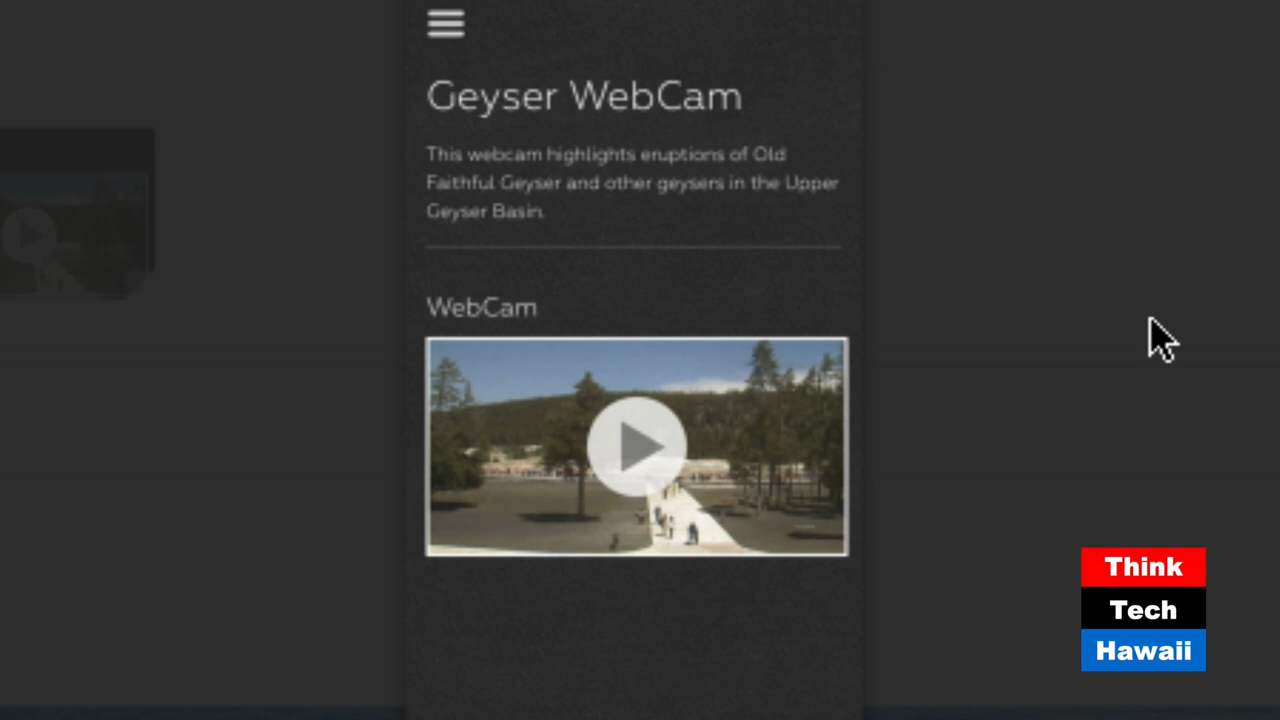 Geyser WebCam
This webcam highlights eruptions of Old
Faithful Geyser and other geysers in the Upper
Geyser Basin.
WebCam
Think
Tech
Hawaii